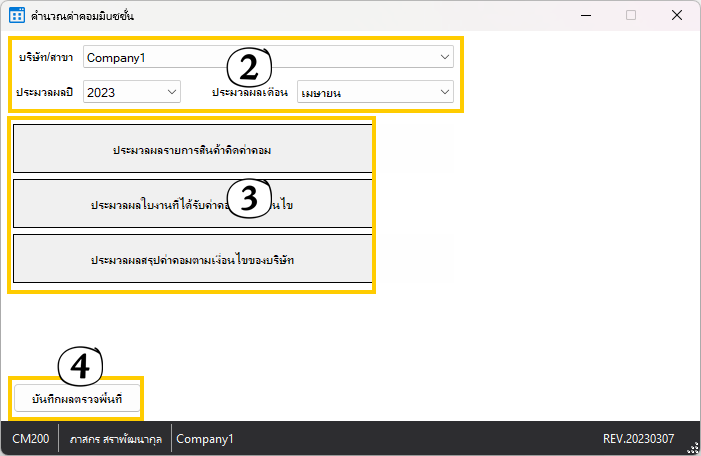 คำนวณค่าคอมมิชชั่น
บริษัท/สาขา Company1
2
ประมวลผลปี 2023 ประมวลผลเดือน เมษายน
ประมวลผลรายการสินค้าติดค่าคอม
3
ประมวลผลใบงานที่ได้รับค่าคอ
ประมวลผลสรุปค่าคอมตามเงื่อนไขของบริษัท
4
บันทึกผลตรวจพื้นที่
CM200 ภาสกร สราพัฒนากุล Company1 REV.20230307